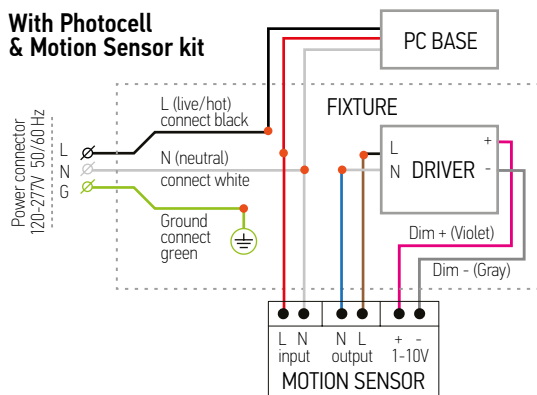 With Photocell
& Motion Sensor kit
PC BASE
Power connector
120-277V 50/60 Hz
L
N
G
L (live/hot)
connect black
N (neutral)
connect white
Ground
connect
green
FIXTURE
L
N
DRIVER
+
-
Dim + (Violet)
Dim - (Gray)
L N
input
N L
output
+ -
1-10V
MOTION SENSOR